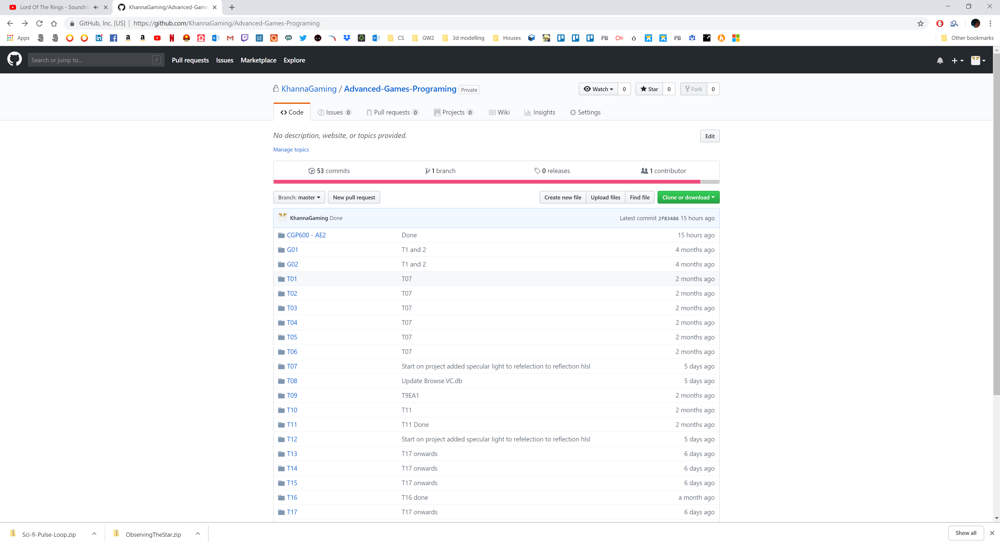 Lord Of The Rings - Soundtra
KhannaGaming/Advanced-Game
GitHub, Inc. [US] | https://github.com/KhannaGaming/Advanced-Games-Programing
Apps CS GW2 3d modelling Houses PB PB Other bookmarks
Search or jump to... / Pull requests Issues Marketplace Explore
KhannaGaming / Advanced-Games-Programing Private Watch 0 Star 0 Fork 0
Code Issues 0 Pull requests 0 Projects 0 Wiki Insights Settings
No description, website, or topics provided. Edit
Manage topics
53 commits 1 branch 0 releases 1 contributor
Branch: master New pull request Create new file Upload files Find file Clone or download
KhannaGaming Done Latest commit 2f83486 15 hours ago
CGP600 - AE2 Done 15 hours ago
G01 T1 and 2 4 months ago
G02 T1 and 2 4 months ago
T01 T07 2 months ago
T02 T07 2 months ago
T03 T07 2 months ago
T04 T07 2 months ago
T05 T07 2 months ago
T06 T07 2 months ago
T07 Start on project added specular light to refelection to reflection hlsl 5 days ago
T08 Update Browse.VC.db 5 days ago
T09 T9EA1 2 months ago
T10 T11 2 months ago
T11 T11 Done 2 months ago
T12 Start on project added specular light to refelection to reflection hlsl 5 days ago
T13 T17 onwards 6 days ago
T14 T17 onwards 6 days ago
T15 T17 onwards 6 days ago
T16 T16 done a month ago
T17 T17 onwards 6 days ago
Sci-fi-Pulse-Loop.zip ObservingTheStar.zip Show all